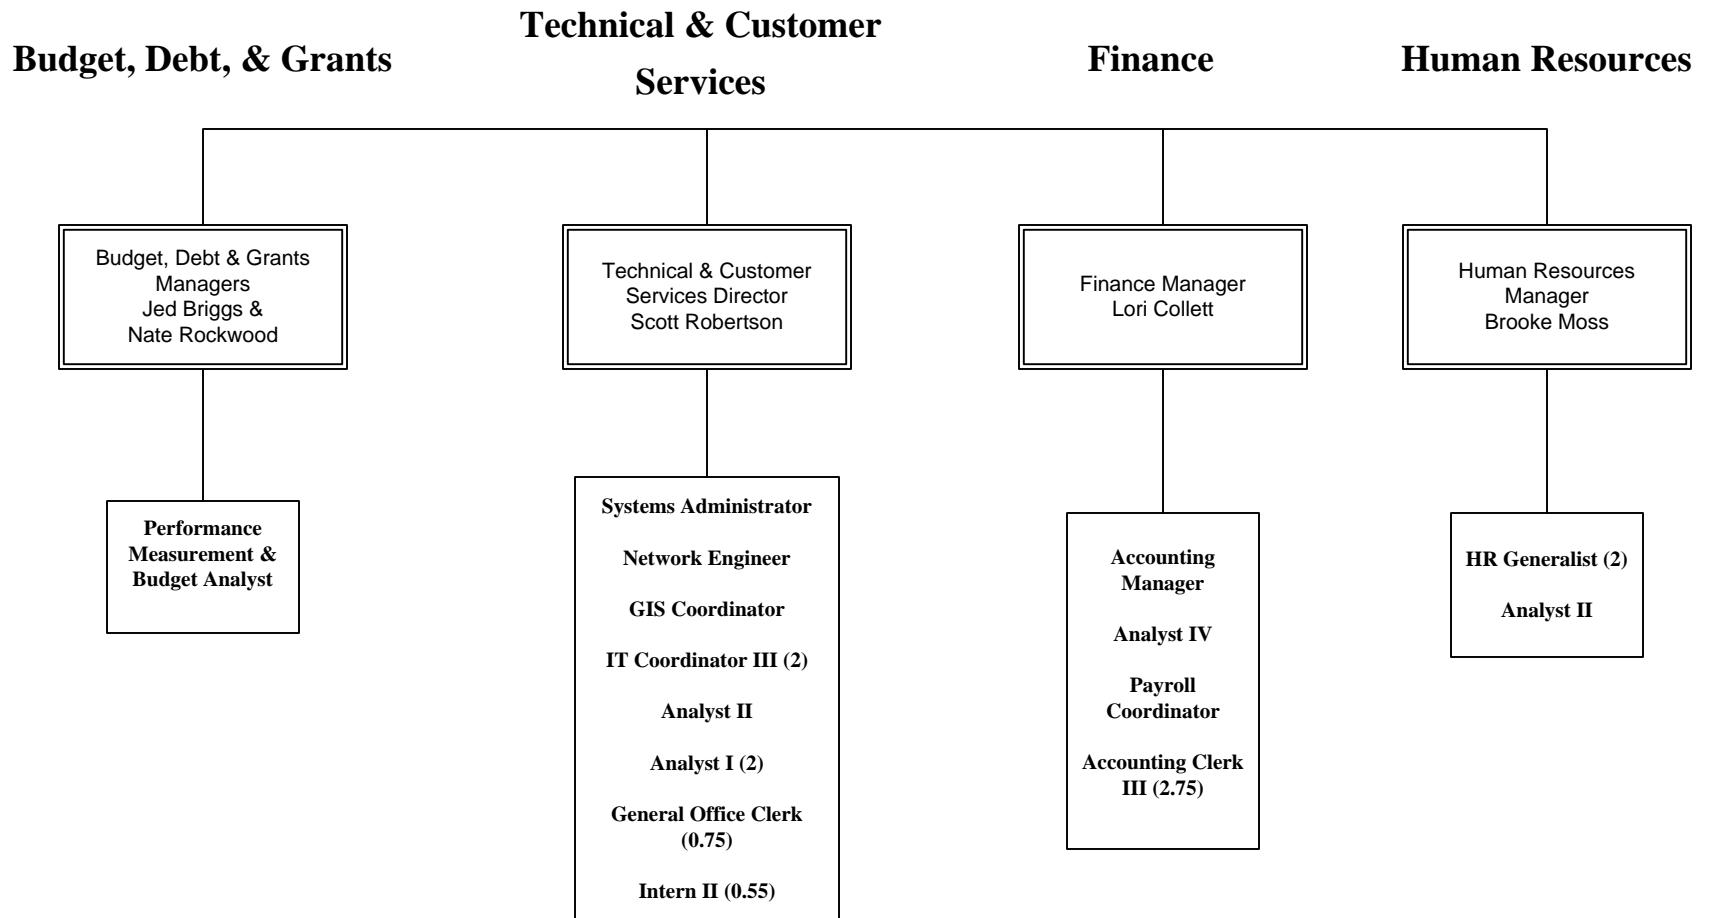 Budget, Debt, & Grants
Technical & Customer
Services
Finance
Human Resources
Budget, Debt & Grants
Managers
Jed Briggs &
Nate Rockwood
Technical & Customer
Services Director
Scott Robertson
Finance Manager
Lori Collett
Human Resources
Manager
Brooke Moss
Performance
Measurement &
Budget Analyst
Systems Administrator
Network Engineer
GIS Coordinator
IT Coordinator III (2)
Analyst II
Analyst I (2)
General Office Clerk
(0.75)
Intern II (0.55)
Accounting
Manager
Analyst IV
Payroll
Coordinator
Accounting Clerk
III (2.75)
HR Generalist (2)
Analyst II